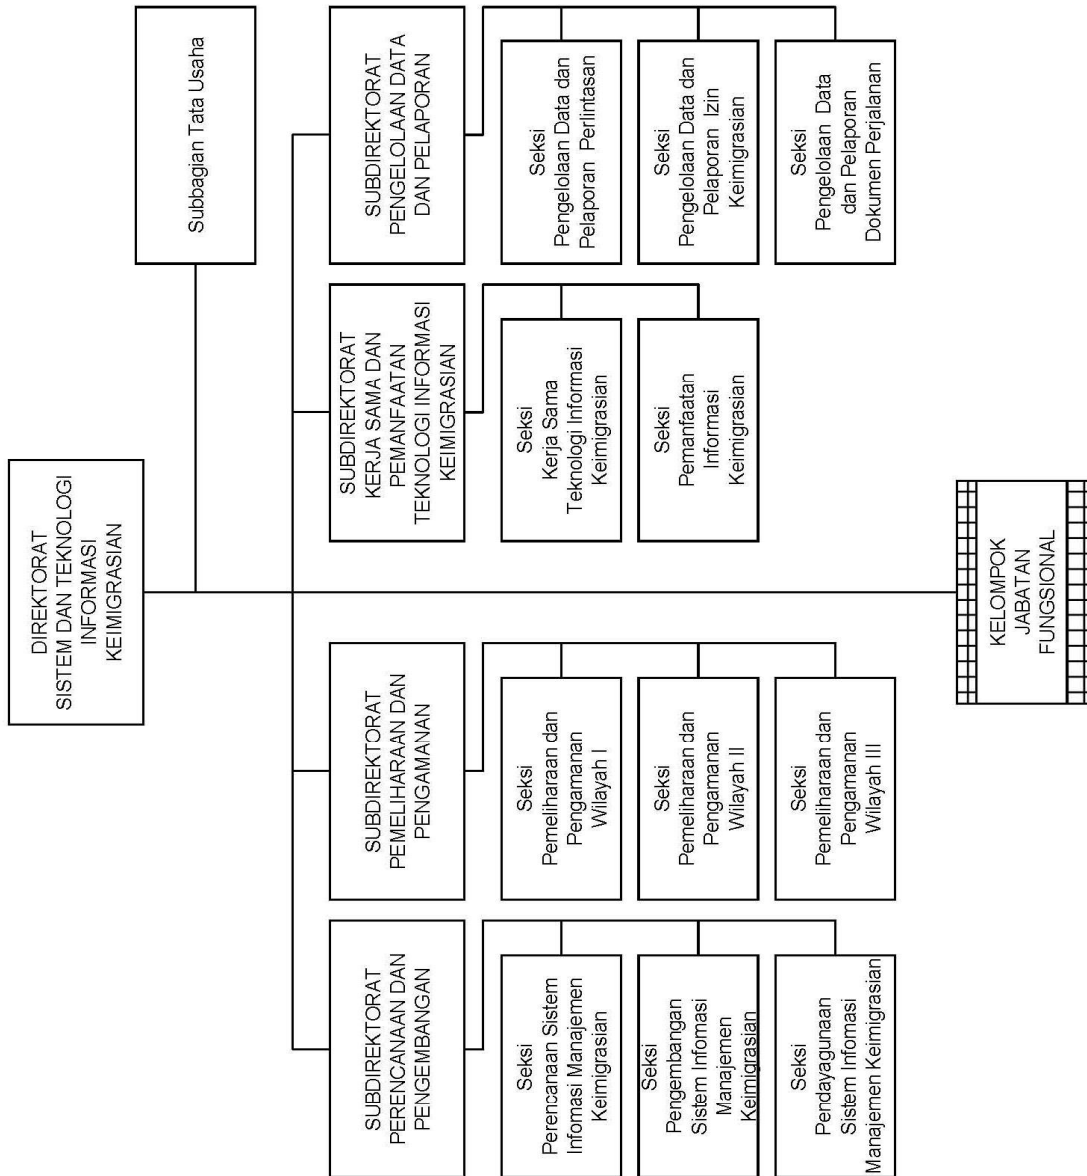 DIREKTORAT
SISTEM DAN TEKNOLOGI
INFORMASI
KEIMIGRASIAN
Subbagian Tata Usaha
SUBDIREKTORAT
PERENCANAAN DAN
PENGEMBANGAN
Seksi
Perencanaan Sistem
Infomasi Manajemen
Keimigrasian
Seksi
Pengembangan
Sistem Infomasi
Manajemen
Keimigrasian
Seksi
Pendayagunaan
Sistem Infomasi
Manajemen Keimigrasian
SUBDIREKTORAT
PEMELIHARAAN DAN
PENGAMANAN
Seksi
Pemeliharaan dan
Pengamanan
Wilayah I
Seksi
Pemeliharaan dan
Pengamanan
Wilayah II
Seksi
Pemeliharaan dan
Pengamanan
Wilayah III
SUBDIREKTORAT
KERJA SAMA DAN
PEMANFAATAN
TEKNOLOGI INFORMASI
KEIMIGRASIAN
Seksi
Kerja Sama
Teknologi Informasi
Keimigrasian
Seksi
Pemanfaatan
Informasi
Keimigrasian
SUBDIREKTORAT
PENGELOLAAN DATA
DAN PELAPORAN
Seksi
Pengelolaan Data dan
Pelaporan Perlintasan
Seksi
Pengelolaan Data dan
Pelaporan Izin
Keimigrasian
Seksi
Pengelolaan Data
dan Pelaporan
Dokumen Perjalanan
KELOMPOK
JABATAN
FUNGSIONAL